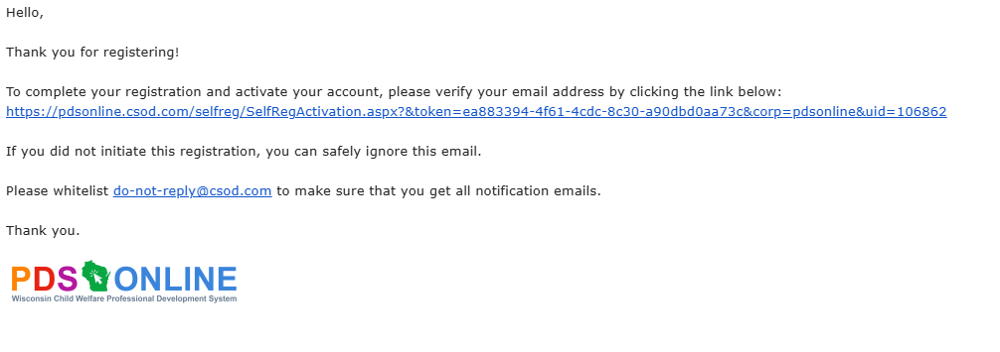 Hello,
Thank you for registering!
To complete your registration and activate your account, please verify your email address by clicking the link below:
https://pdsonline.csod.com/selfreg/SelfRegActivation.aspx?&token=ea883394-4f61-4cdc-8c30-a90dbd0aa73c&corp=pdsonline&uid=106862
If you did not initiate this registration, you can safely ignore this email.
Please whitelist do-not-reply@csod.com to make sure that you get all notification emails.
Thank you.
PDS ONLINE
Wisconsin Child Welfare Professional Development System